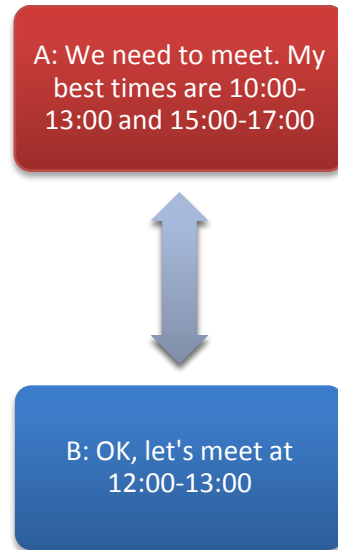 A: We need to meet. My
best times are 10:00-
13:00 and 15:00-17:00
B: OK, let's meet at
12:00-13:00